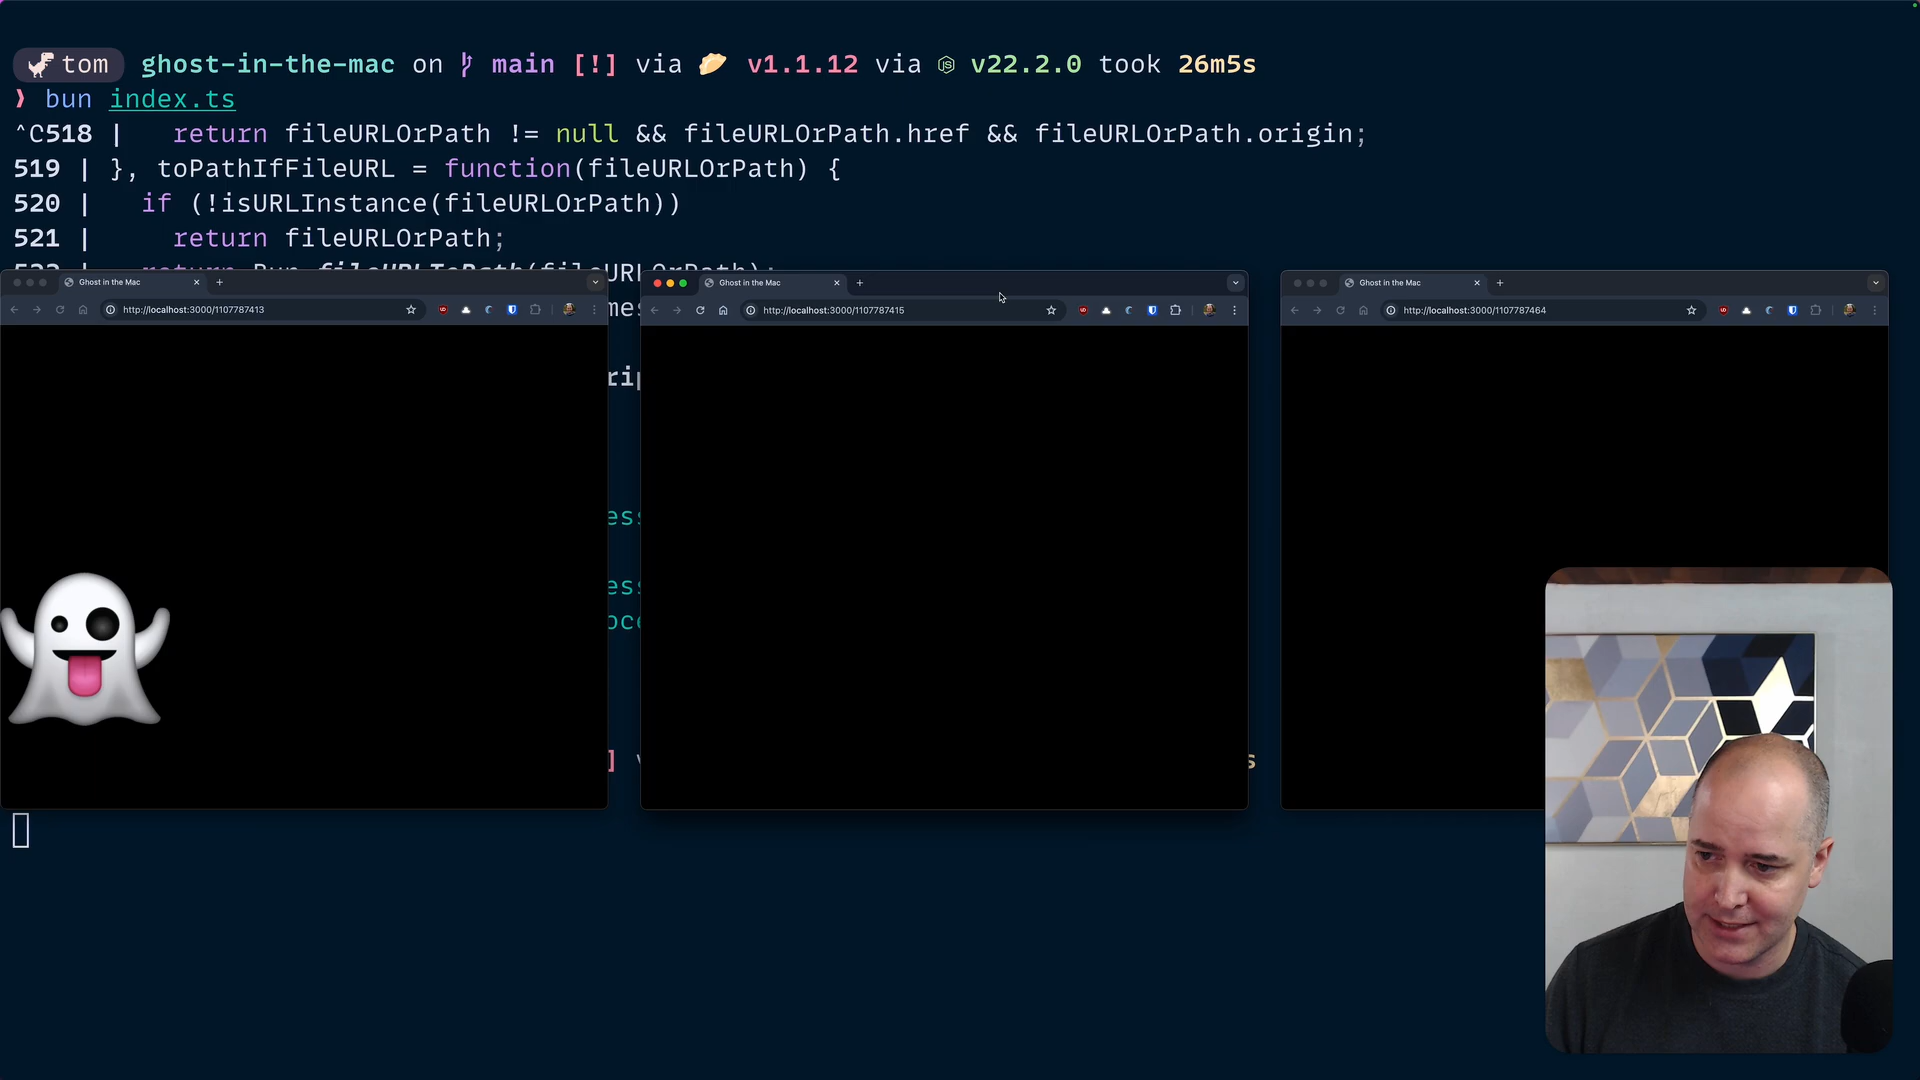 tom ghost-in-the-mac on main [!] via v1.1.12 via v22.2.0 took 26m5s
❯ bun index.ts
^C518 | return fileURLOrPath != null && fileURLOrPath.href && fileURLOrPath.origin;
519 | }, toPathIfFileURL = function(fileURLOrPath) {
520 | if (!isURLInstance(fileURLOrPath))
521 | return fileURLOrPath;
Ghost in the Mac
http://localhost:3000/1107787413
Ghost in the Mac
http://localhost:3000/1107787415
Ghost in the Mac
http://localhost:3000/1107787464